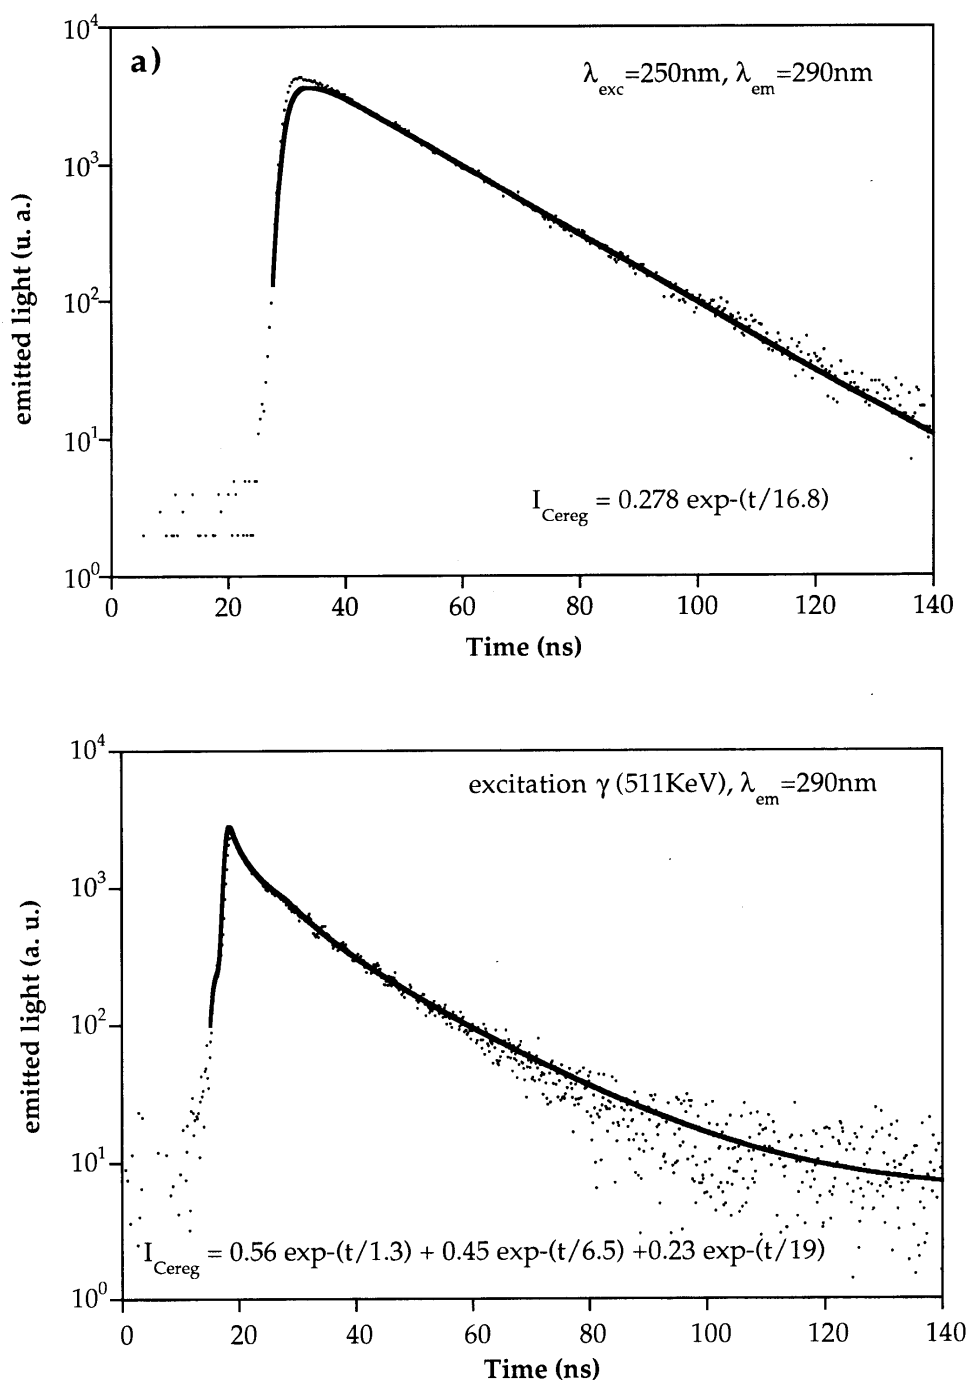 a)
λexc=250nm, λem=290nm
10^4
10^3
10^2
10^1
10^0
emitted light (u. a.)
ICereg = 0.278 exp-(t/16.8)
0 20 40 60 80 100 120 140
Time (ns)
excitation γ (511KeV), λem=290nm
10^4
10^3
10^2
10^1
10^0
emitted light (a. u.)
ICereg = 0.56 exp-(t/1.3) + 0.45 exp-(t/6.5) +0.23 exp-(t/19)
0 20 40 60 80 100 120 140
Time (ns)